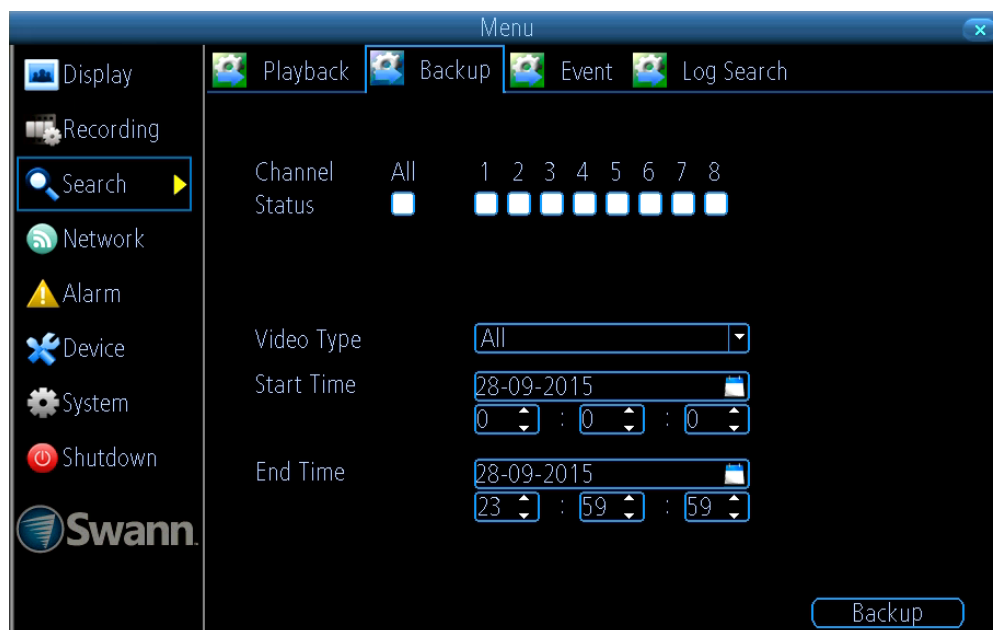 Menu
Display
Recording
Search
Network
Alarm
Device
System
Shutdown
Swann
Playback Backup Event Log Search
Channel All 1 2 3 4 5 6 7 8
Status
Video Type All
Start Time 28-09-2015
0 : 0 : 0
End Time 28-09-2015
23 : 59 : 59
Backup